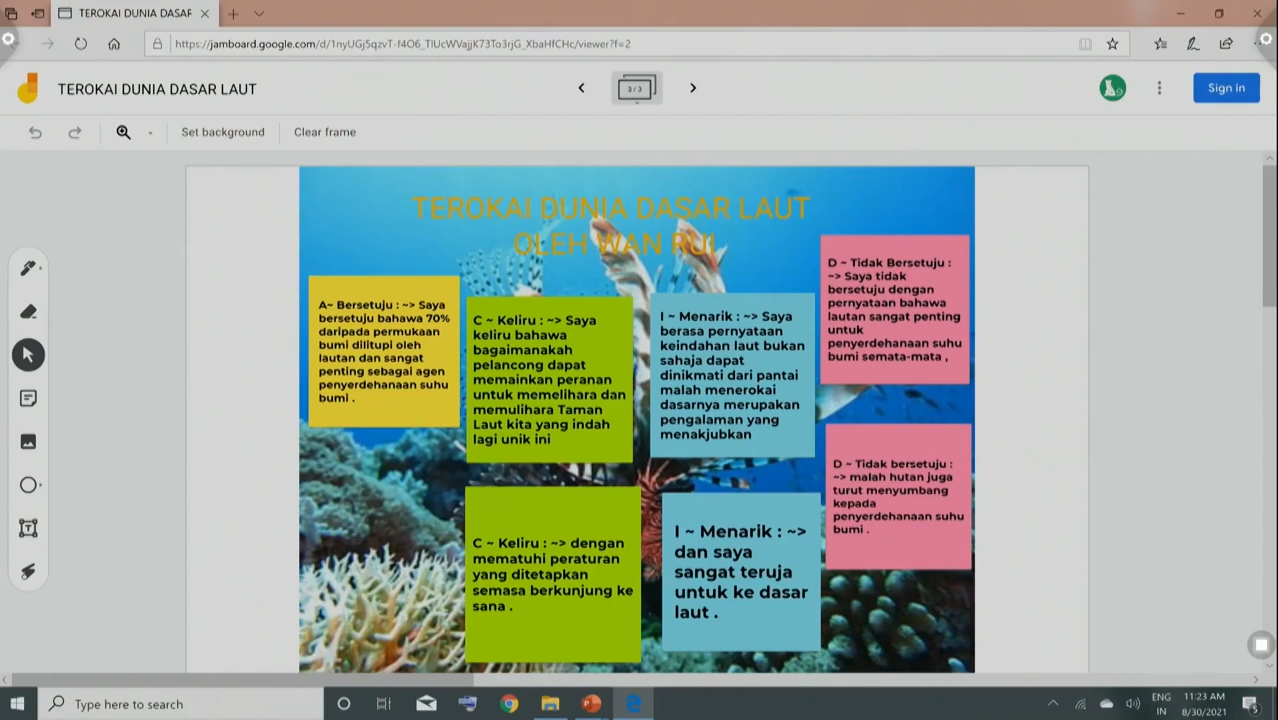 TEROKAI DUNIA DASAR
https://jamboard.google.com/d/1nyUGj5qzvT-f4O6_TlUcWVajjK73To3rjG_XbaHfCHc/viewer?f=2
TEROKAI DUNIA DASAR LAUT
3 / 3
Sign in
Set background
Clear frame
TEROKAI DUNIA DASAR LAUT
OLEH WAN RUI
A~ Bersetuju : ~> Saya
bersetuju bahawa 70%
daripada permukaan
bumi dilitupi oleh
lautan dan sangat
penting sebagai agen
penyerdehanaan suhu
bumi .
C ~ Keliru : ~> Saya
keliru bahawa
bagaimanakah
pelancong dapat
memainkan peranan
untuk memelihara dan
memulihara Taman
Laut kita yang indah
lagi unik ini
I ~ Menarik : ~> Saya
berasa pernyataan
keindahan laut bukan
sahaja dapat
dinikmati dari pantai
malah menerokai
dasarnya merupakan
pengalaman yang
menakjubkan
D ~ Tidak Bersetuju :
~> Saya tidak
bersetuju dengan
pernyataan bahawa
lautan sangat penting
untuk
penyerdehanaan suhu
bumi semata-mata ,
C ~ Keliru : ~> dengan
mematuhi peraturan
yang ditetapkan
semasa berkunjung ke
sana .
I ~ Menarik : ~>
dan saya
sangat teruja
untuk ke dasar
laut .
D ~ Tidak bersetuju :
~> malah hutan juga
turut menyumbang
kepada
penyerdehanaan suhu
bumi .
Type here to search
ENG
IN
11:23 AM
8/30/2021
5